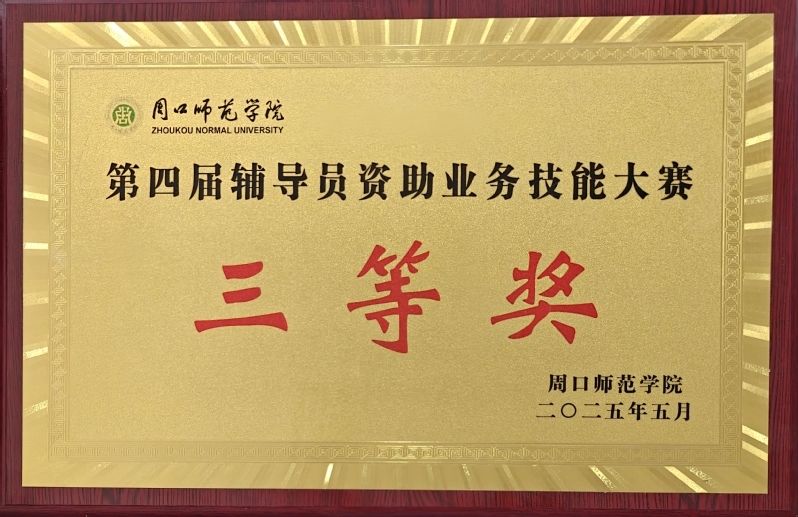 周口师范学院
ZHOUKOU NORMAL UNIVERSITY
第四届辅导员资助业务技能大赛
三等奖
周口师范学院
二〇二五年五月